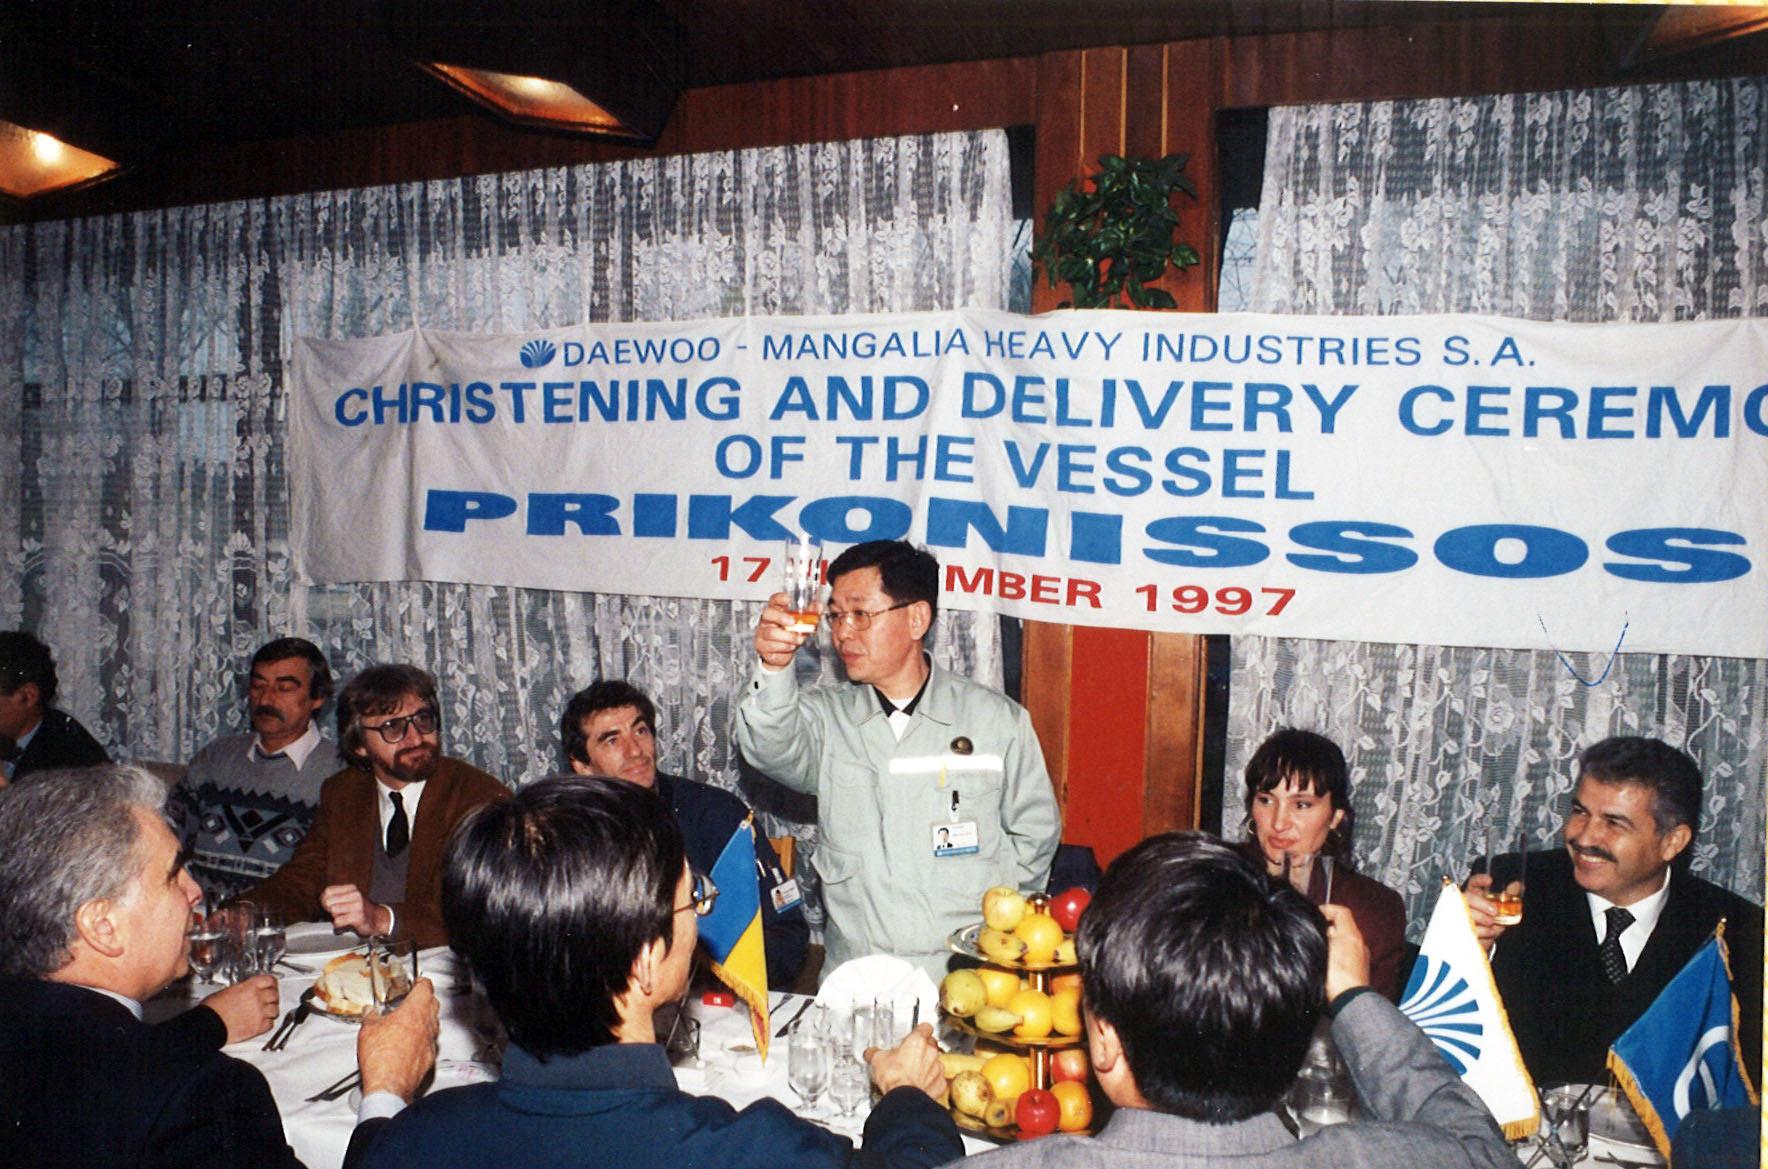 DAEWOO - MANGALIA HEAVY INDUSTRIES S.A.
CHRISTENING AND DELIVERY CEREMO
OF THE VESSEL
PRIKONISSOS
17 MBER 1997